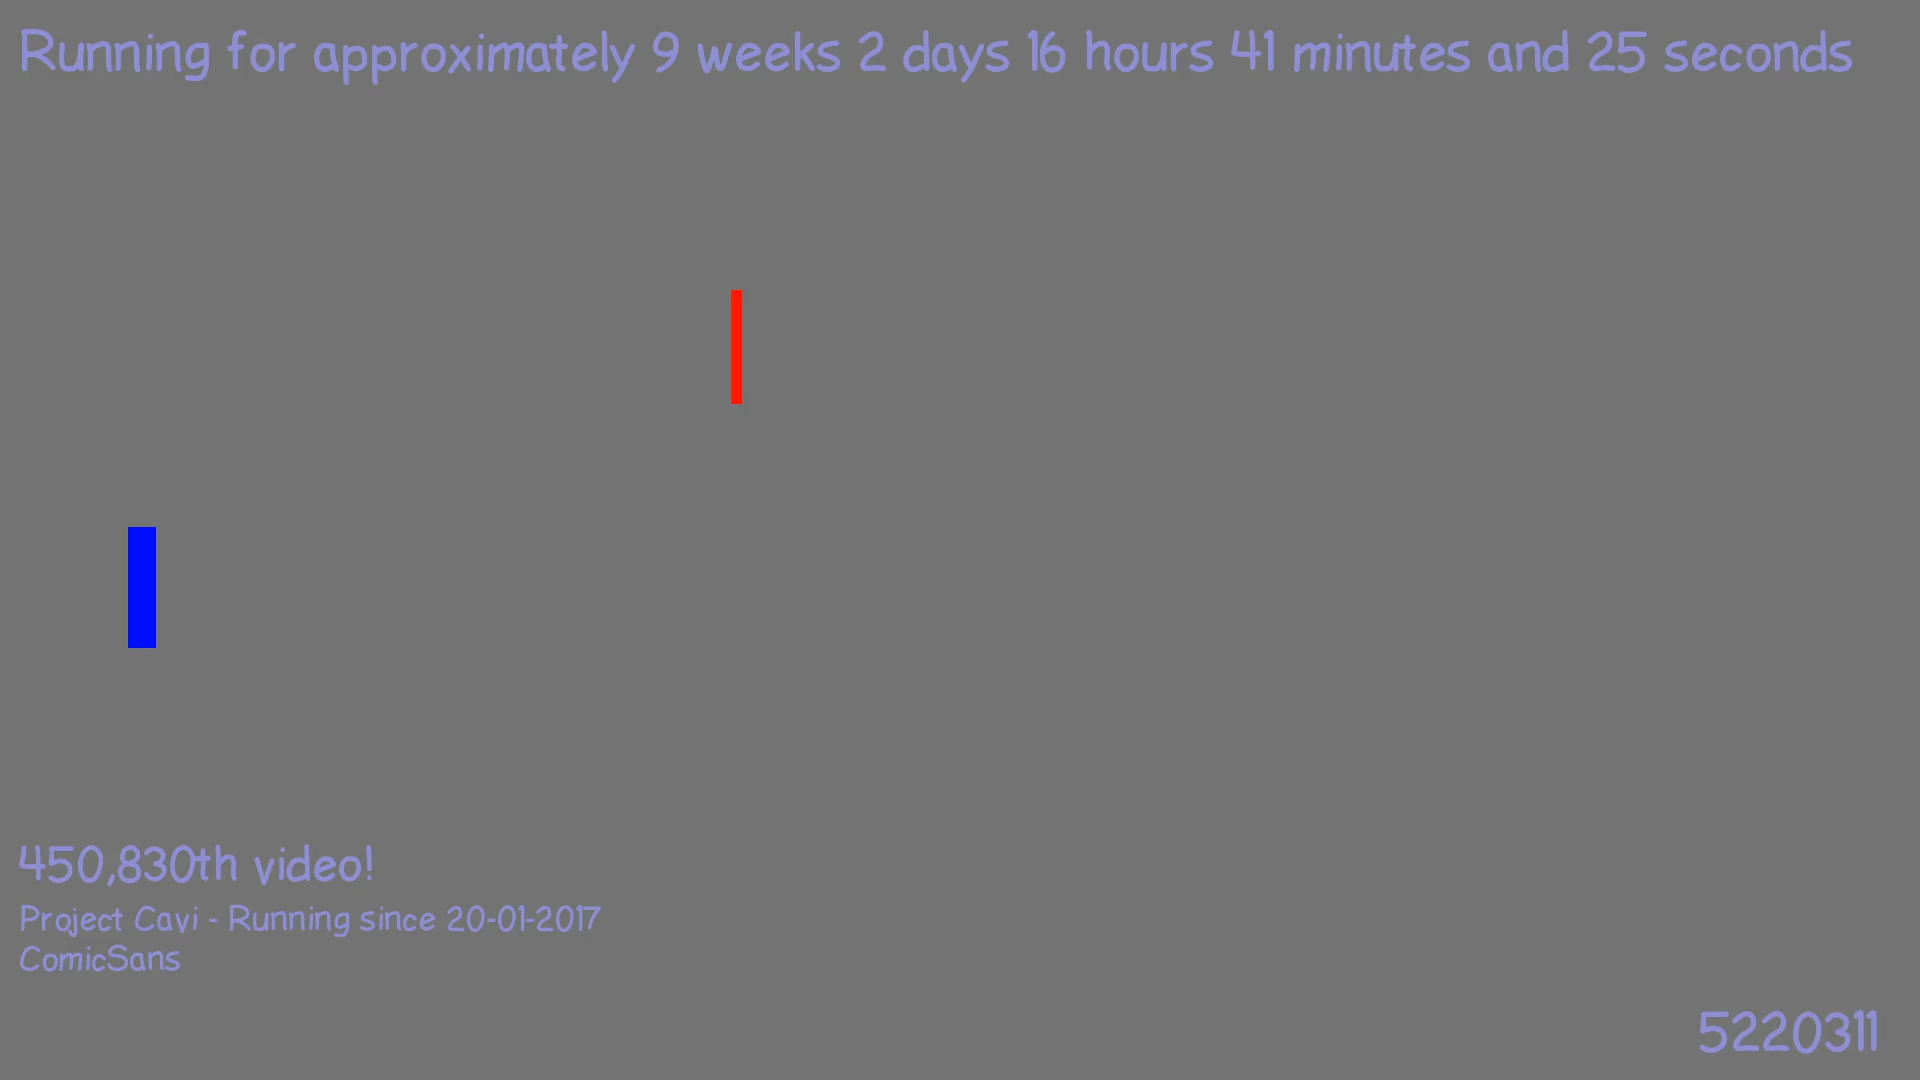 Running for approximately 9 weeks 2 days 16 hours 41 minutes and 25 seconds
450,830th video!
Project Cavi - Running since 20-01-2017
ComicSans
5220311